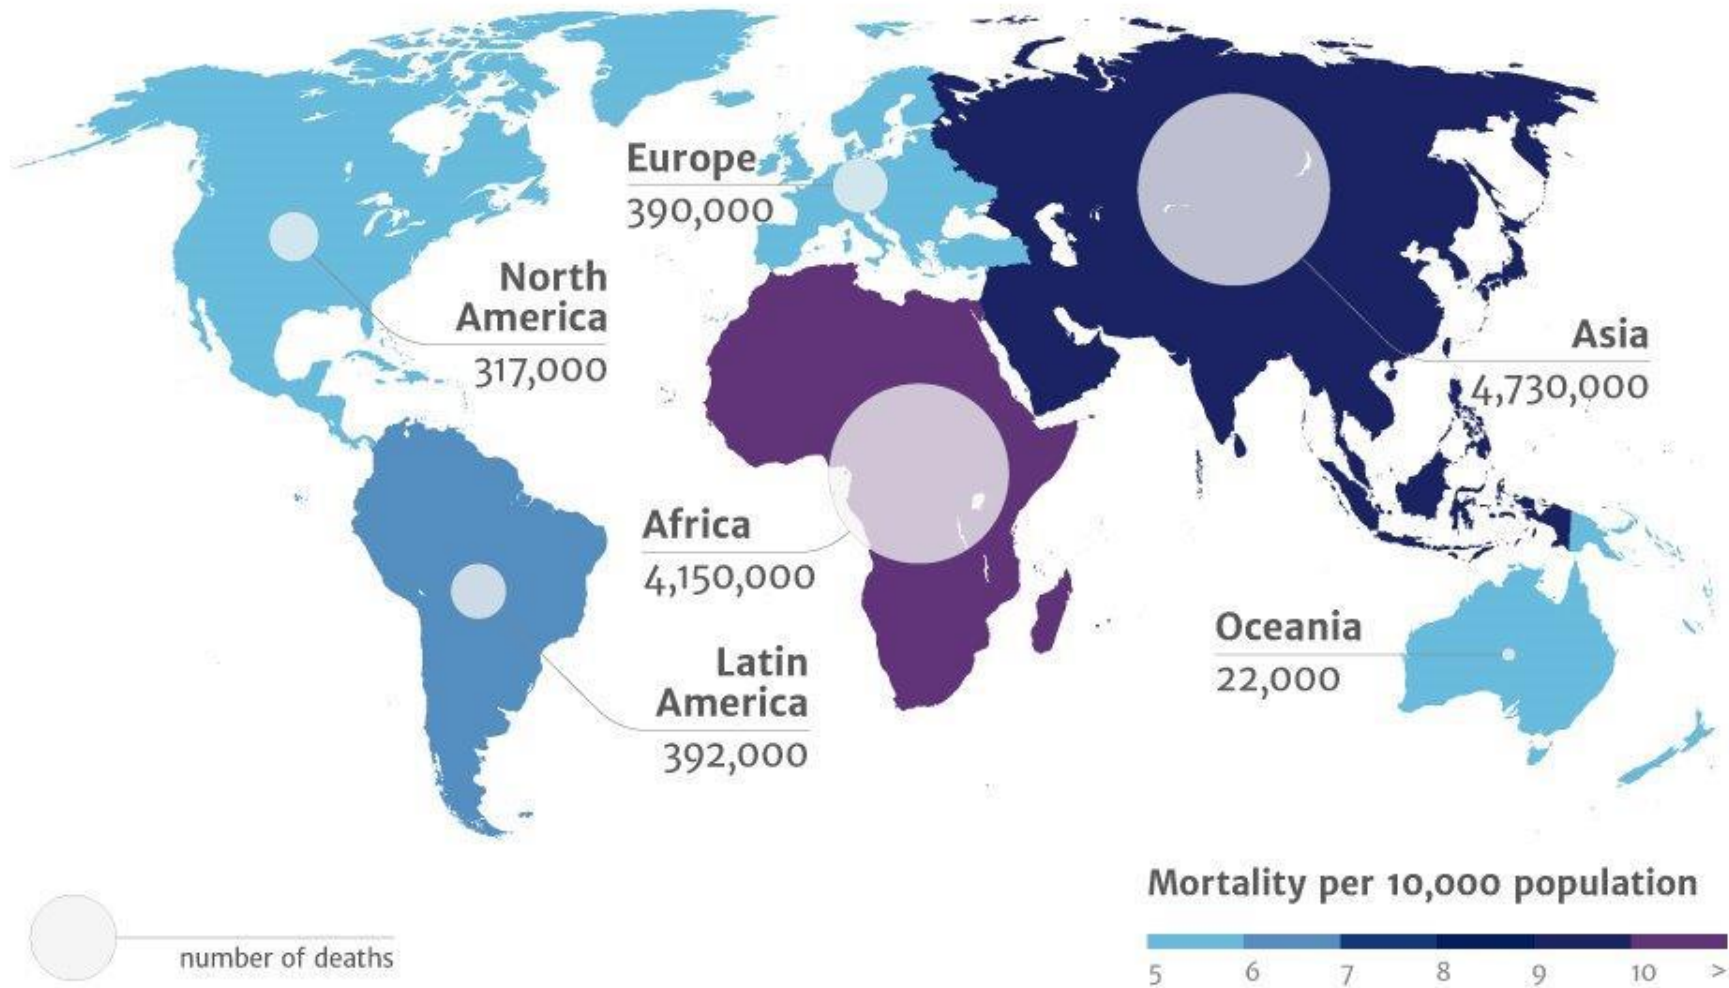 Europe
390,000
North
America
317,000
Asia
4,730,000
Africa
4,150,000
Latin
America
392,000
Oceania
22,000
Mortality per 10,000 population
5 6 7 8 9 10 >
number of deaths